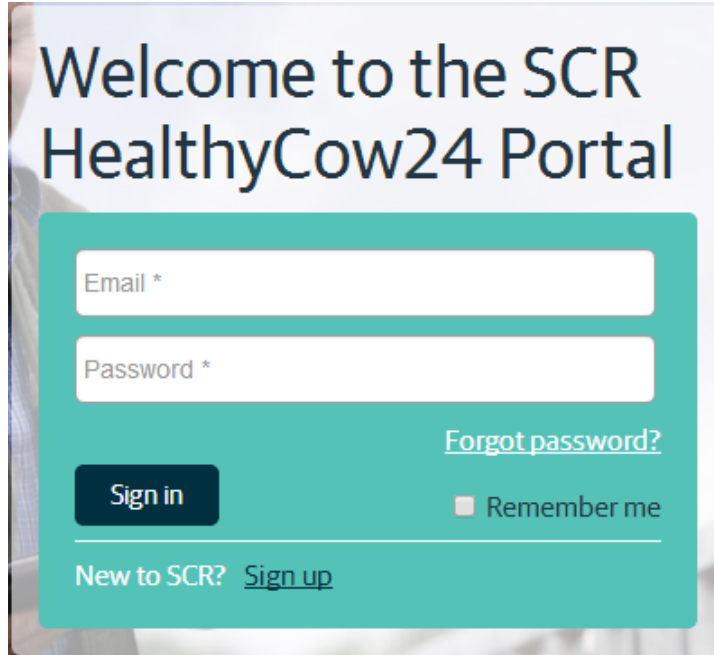 Welcome to the SCR
HealthyCow24 Portal
Email *
Password *
Forgot password?
Sign in
Remember me
New to SCR? Sign up